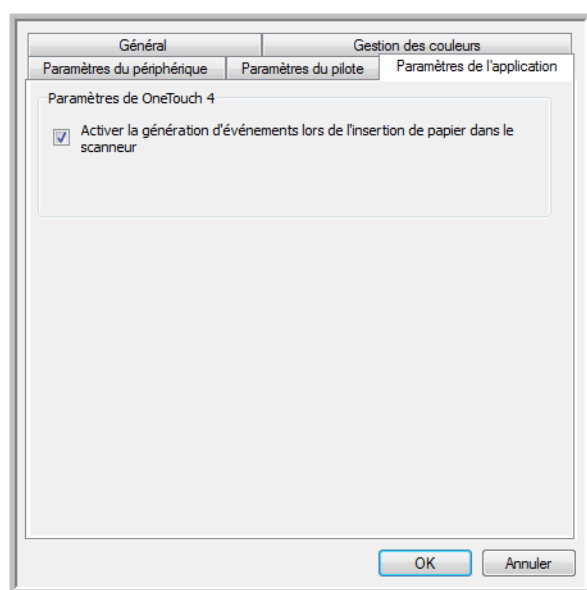 Général
Gestion des couleurs
Paramètres du périphérique
Paramètres du pilote
Paramètres de l'application
Paramètres de OneTouch 4
Activer la génération d'événements lors de l'insertion de papier dans le
scanneur
OK
Annuler